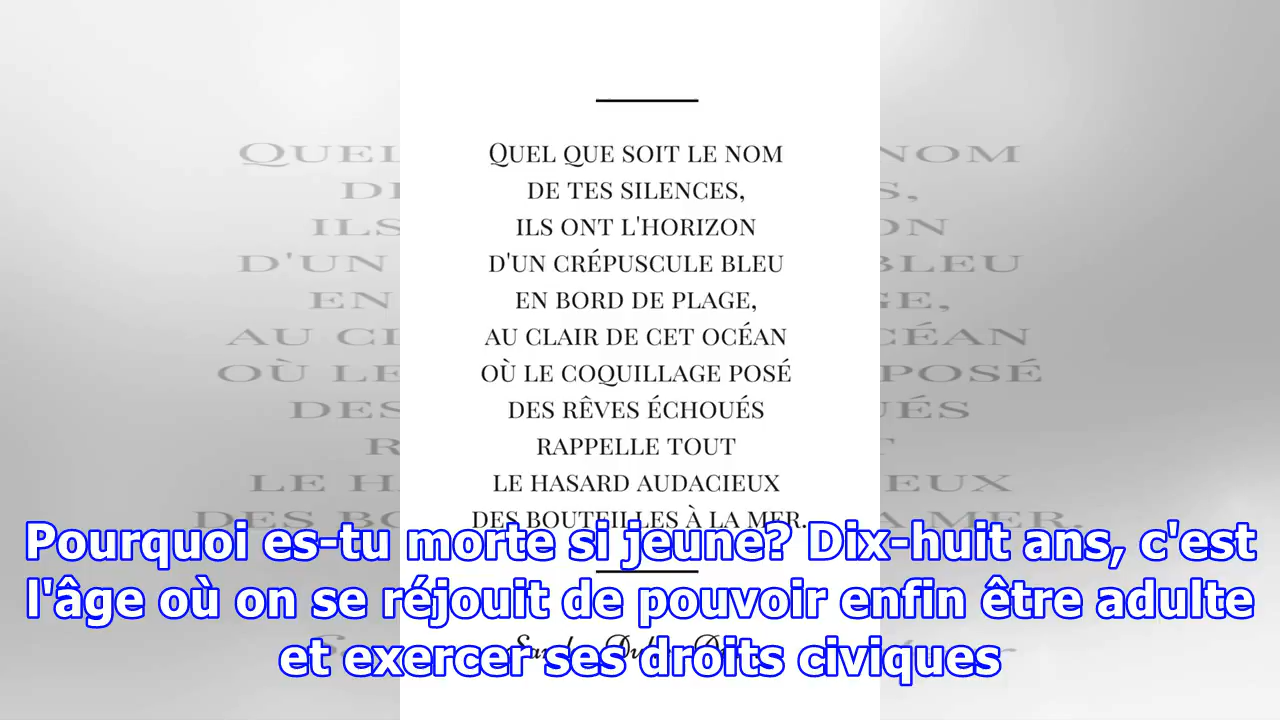 QUEL QUE SOIT LE NOM
DE TES SILENCES,
ILS ONT L'HORIZON
D'UN CRÉPUSCULE BLEU
EN BORD DE PLAGE,
AU CLAIR DE CET OCÉAN
OÙ LE COQUILLAGE POSÉ
DES RÊVES ÉCHOUÉS
RAPPELLE TOUT
LE HASARD AUDACIEUX
DES BOUTEILLES À LA MER.
Pourquoi es-tu morte si jeune? Dix-huit ans, c'est
l'âge où on se réjouit de pouvoir enfin être adulte
et exercer ses droits civiques